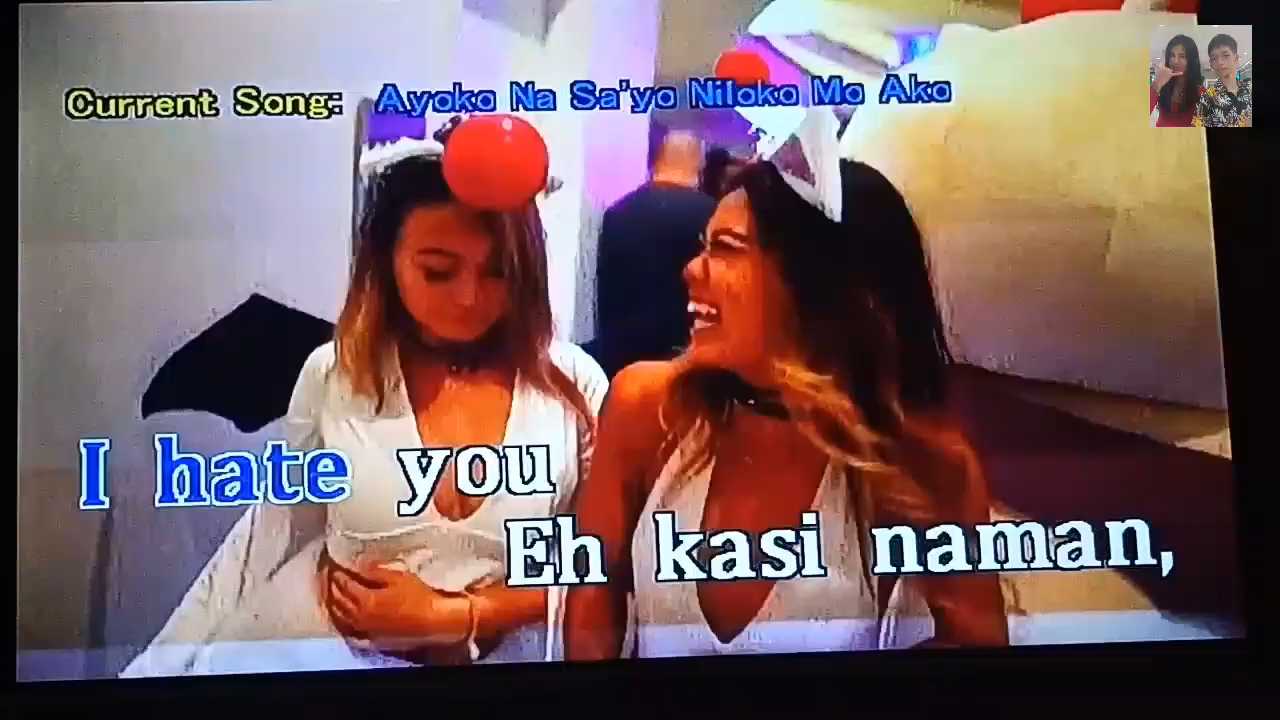 Current Song: Ayoko Na Sa'yo Niloko Mo Ako
I hate you
Eh kasi naman,